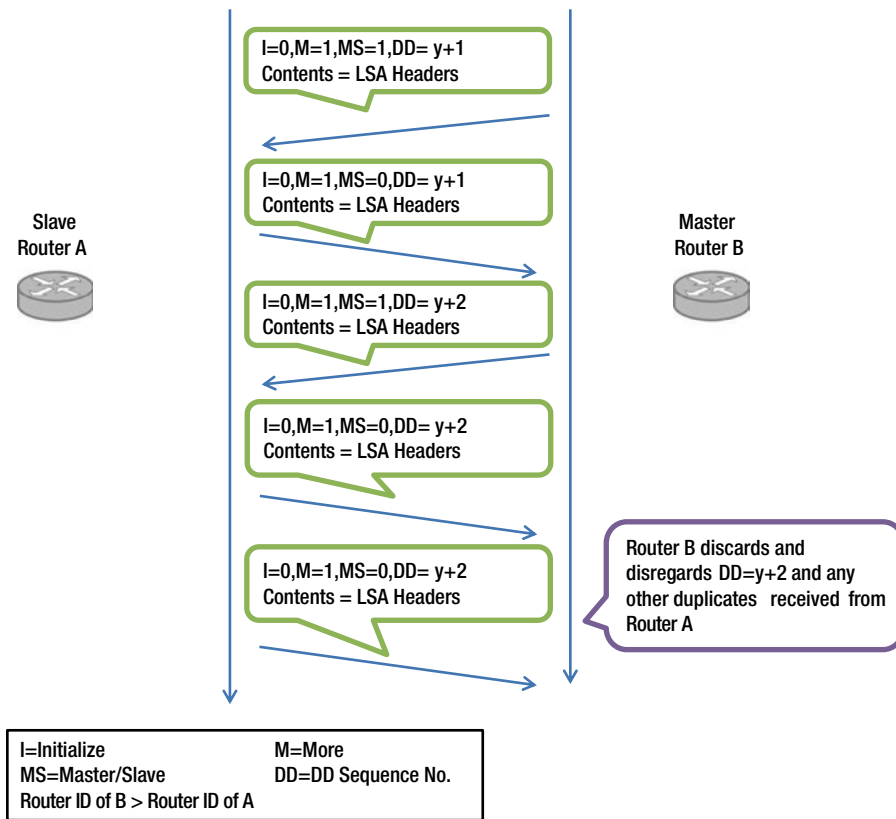 I=0,M=1,MS=1,DD= y+1
Contents = LSA Headers
I=0,M=1,MS=0,DD= y+1
Contents = LSA Headers
Slave
Router A
Master
Router B
I=0,M=1,MS=1,DD= y+2
Contents = LSA Headers
I=0,M=1,MS=0,DD= y+2
Contents = LSA Headers
I=0,M=1,MS=0,DD= y+2
Contents = LSA Headers
Router B discards and
disregards DD=y+2 and any
other duplicates received from
Router A
I=Initialize M=More
MS=Master/Slave DD=DD Sequence No.
Router ID of B > Router ID of A